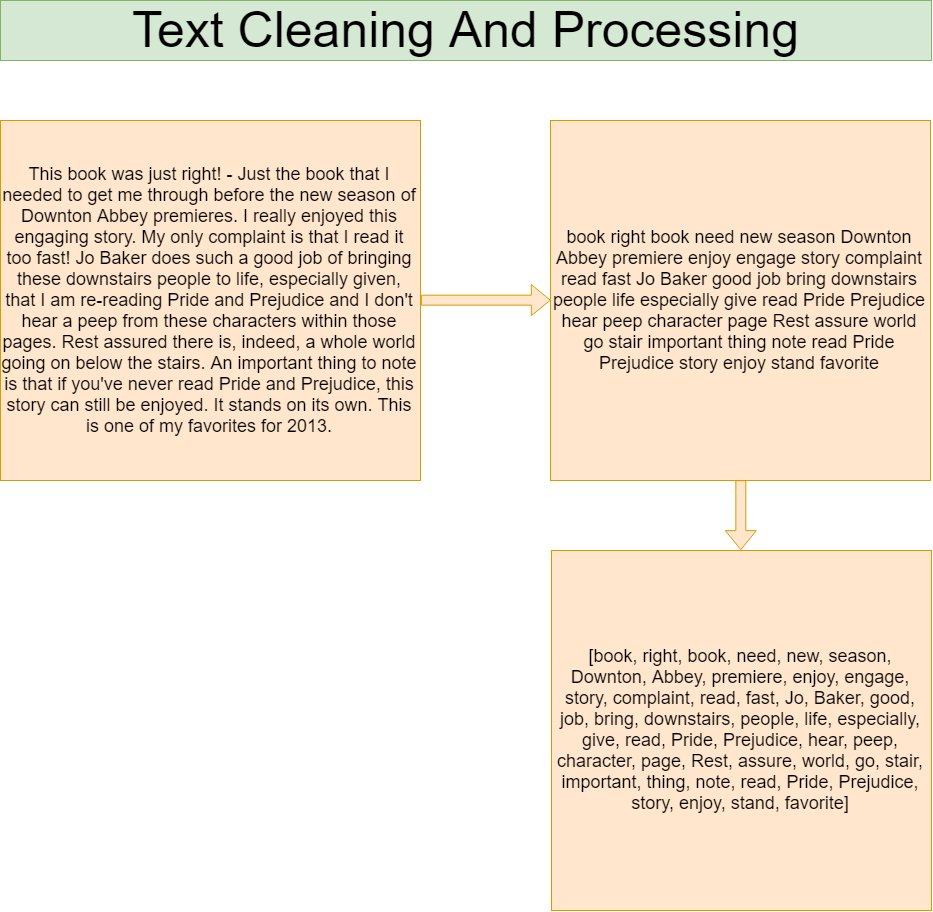 Text Cleaning And Processing
This book was just right! - Just the book that I
needed to get me through before the new season of
Downton Abbey premieres. I really enjoyed this
engaging story. My only complaint is that I read it
too fast! Jo Baker does such a good job of bringing
these downstairs people to life, especially given,
that I am re-reading Pride and Prejudice and I don't
hear a peep from these characters within those
pages. Rest assured there is, indeed, a whole world
going on below the stairs. An important thing to note
is that if you've never read Pride and Prejudice, this
story can still be enjoyed. It stands on its own. This
is one of my favorites for 2013.
book right book need new season Downton
Abbey premiere enjoy engage story complaint
read fast Jo Baker good job bring downstairs
people life especially give read Pride Prejudice
hear peep character page Rest assure world
go stair important thing note read Pride
Prejudice story enjoy stand favorite
[book, right, book, need, new, season,
Downton, Abbey, premiere, enjoy, engage,
story, complaint, read, fast, Jo, Baker, good,
job, bring, downstairs, people, life, especially,
give, read, Pride, Prejudice, hear, peep,
character, page, Rest, assure, world, go, stair,
important, thing, note, read, Pride, Prejudice,
story, enjoy, stand, favorite]